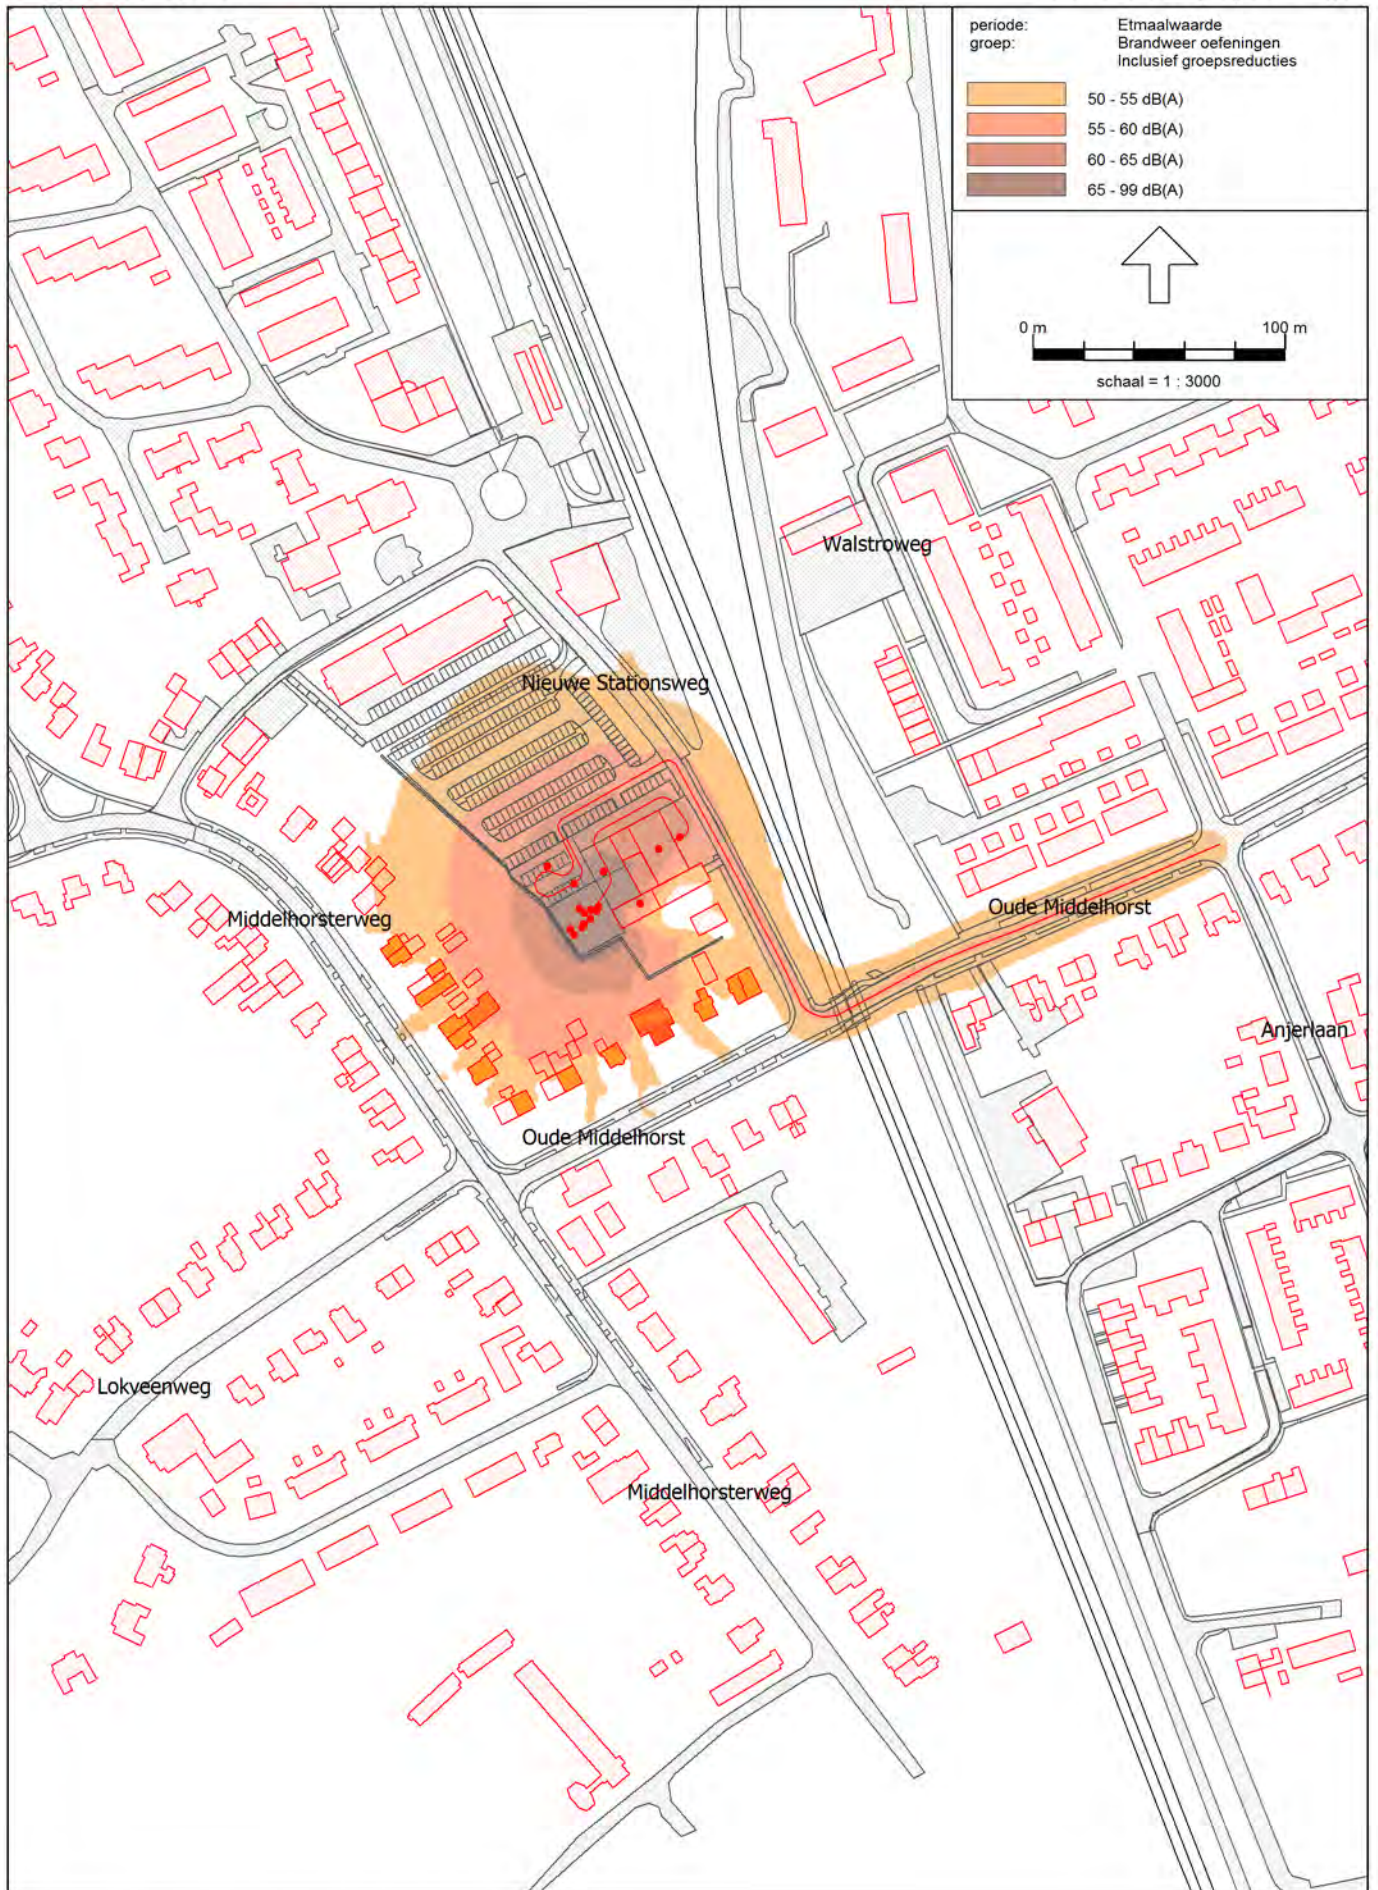 periode: Etmaalwaarde
groep: Brandweer oefeningen
Inclusief groepsreducties
50 - 55 dB(A)
55 - 60 dB(A)
60 - 65 dB(A)
65 - 99 dB(A)
0 m 100 m
schaal = 1 : 3000
Walstroweg
Nieuwe Stationsweg
Middelhorsterweg
Oude Middelhorst
Anjerlaan
Oude Middelhorst
Lokveenweg
Middelhorsterweg